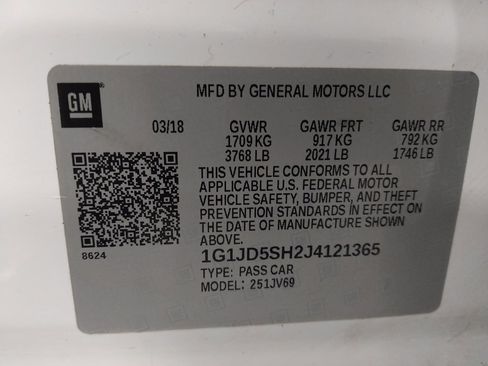 GM
MFD BY GENERAL MOTORS LLC
03/18 GVWR GAWR FRT GAWR RR
1709 KG 917 KG 792 KG
3768 LB 2021 LB 1746 LB
THIS VEHICLE CONFORMS TO ALL
APPLICABLE U.S. FEDERAL MOTOR
VEHICLE SAFETY, BUMPER, AND THEFT
PREVENTION STANDARDS IN EFFECT ON
THE DATE OF MANUFACTURE SHOWN
ABOVE.
8624
1G1JD5SH2J4121365
TYPE: PASS CAR
MODEL: 251JV69